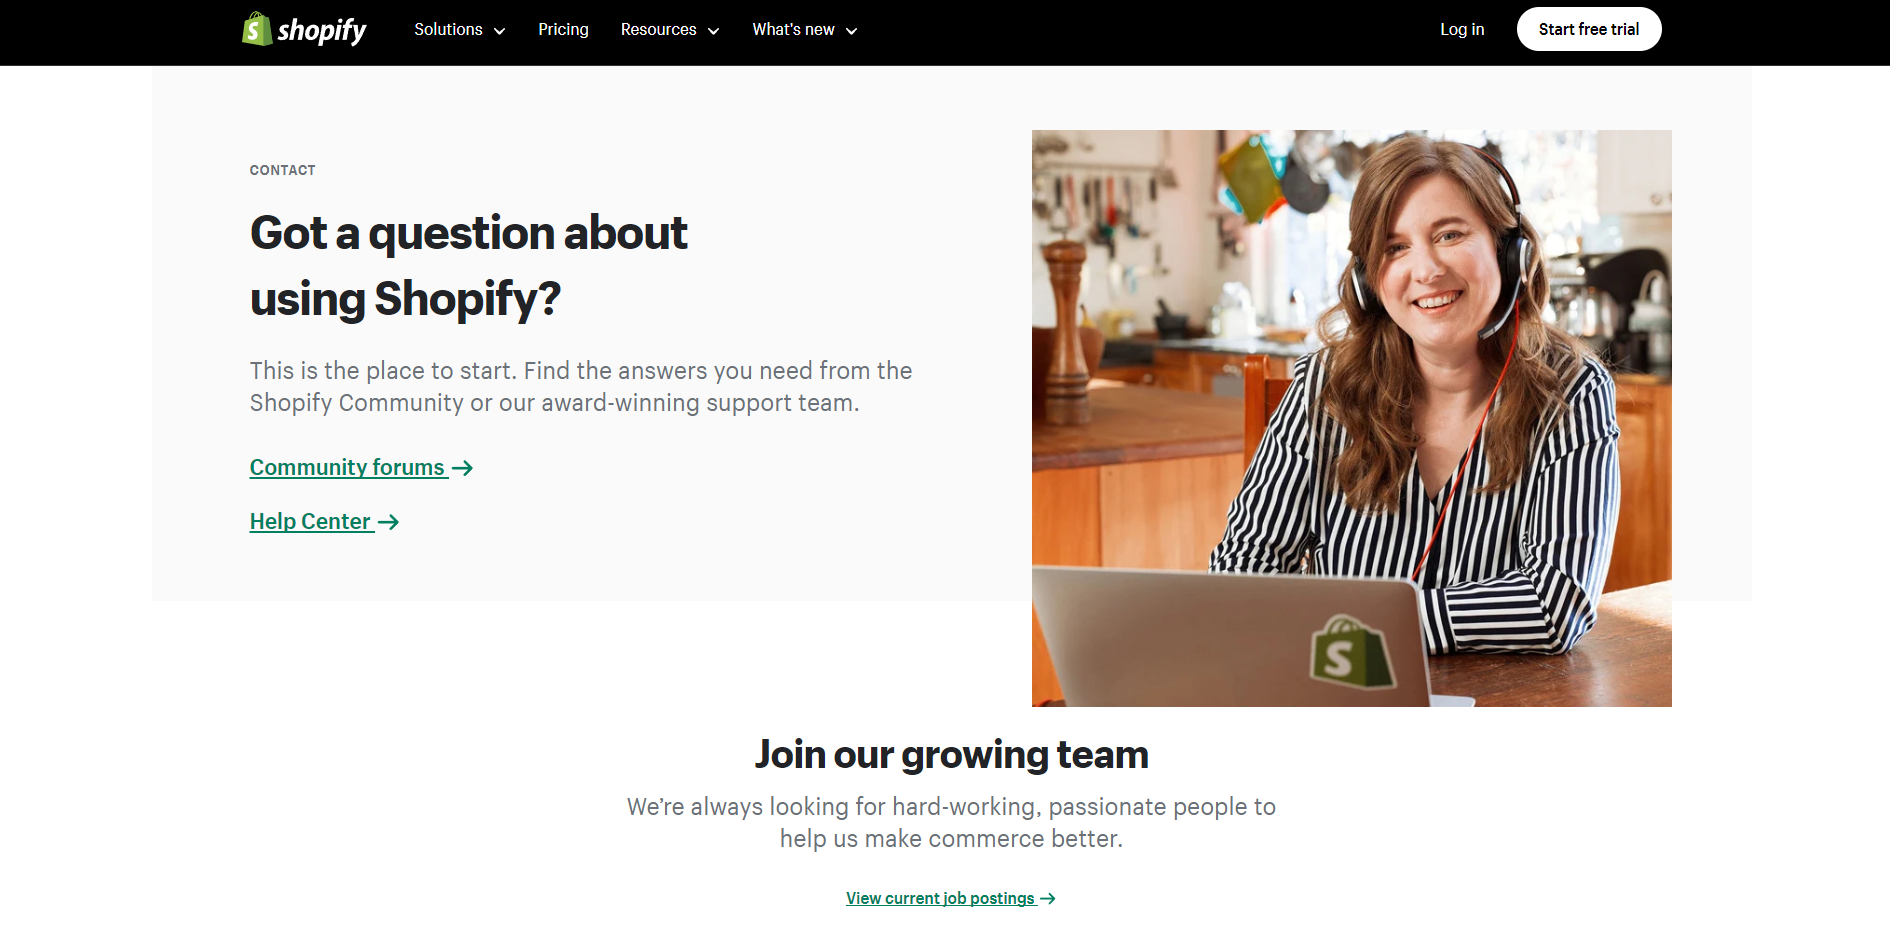 shopify
Solutions
Pricing
Resources
What's new
Log in
Start free trial
CONTACT
Got a question about
using Shopify?
This is the place to start. Find the answers you need from the
Shopify Community or our award-winning support team.
Community forums
Help Center
S
Join our growing team
We’re always looking for hard-working, passionate people to
help us make commerce better.
View current job postings